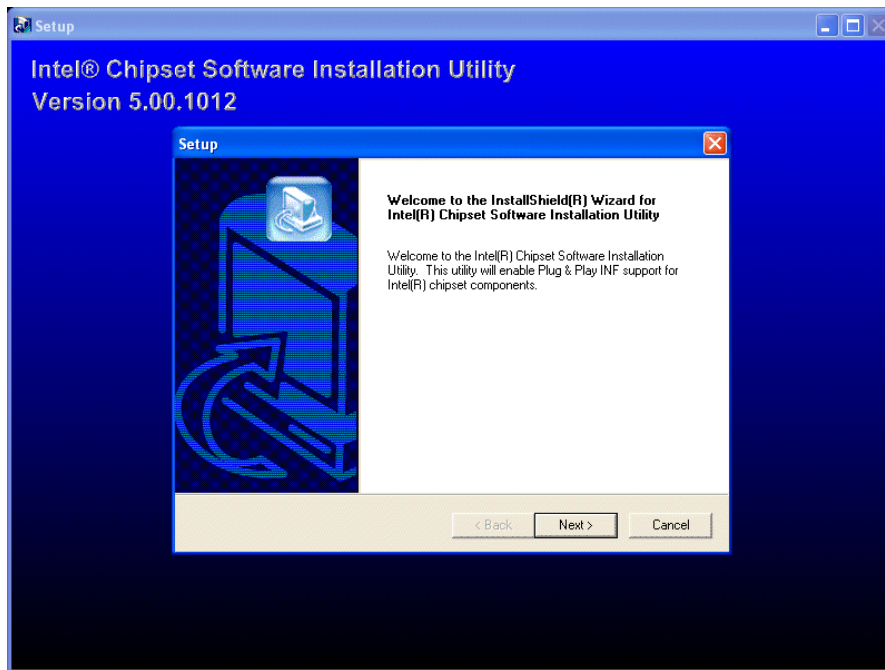 Setup
Intel® Chipset Software Installation Utility
Version 5.00.1012
Setup
Welcome to the InstallShield(R) Wizard for
Intel(R) Chipset Software Installation Utility
Welcome to the Intel(R) Chipset Software Installation
Utility. This utility will enable Plug & Play INF support for
Intel(R) chipset components.
< Back
Next >
Cancel